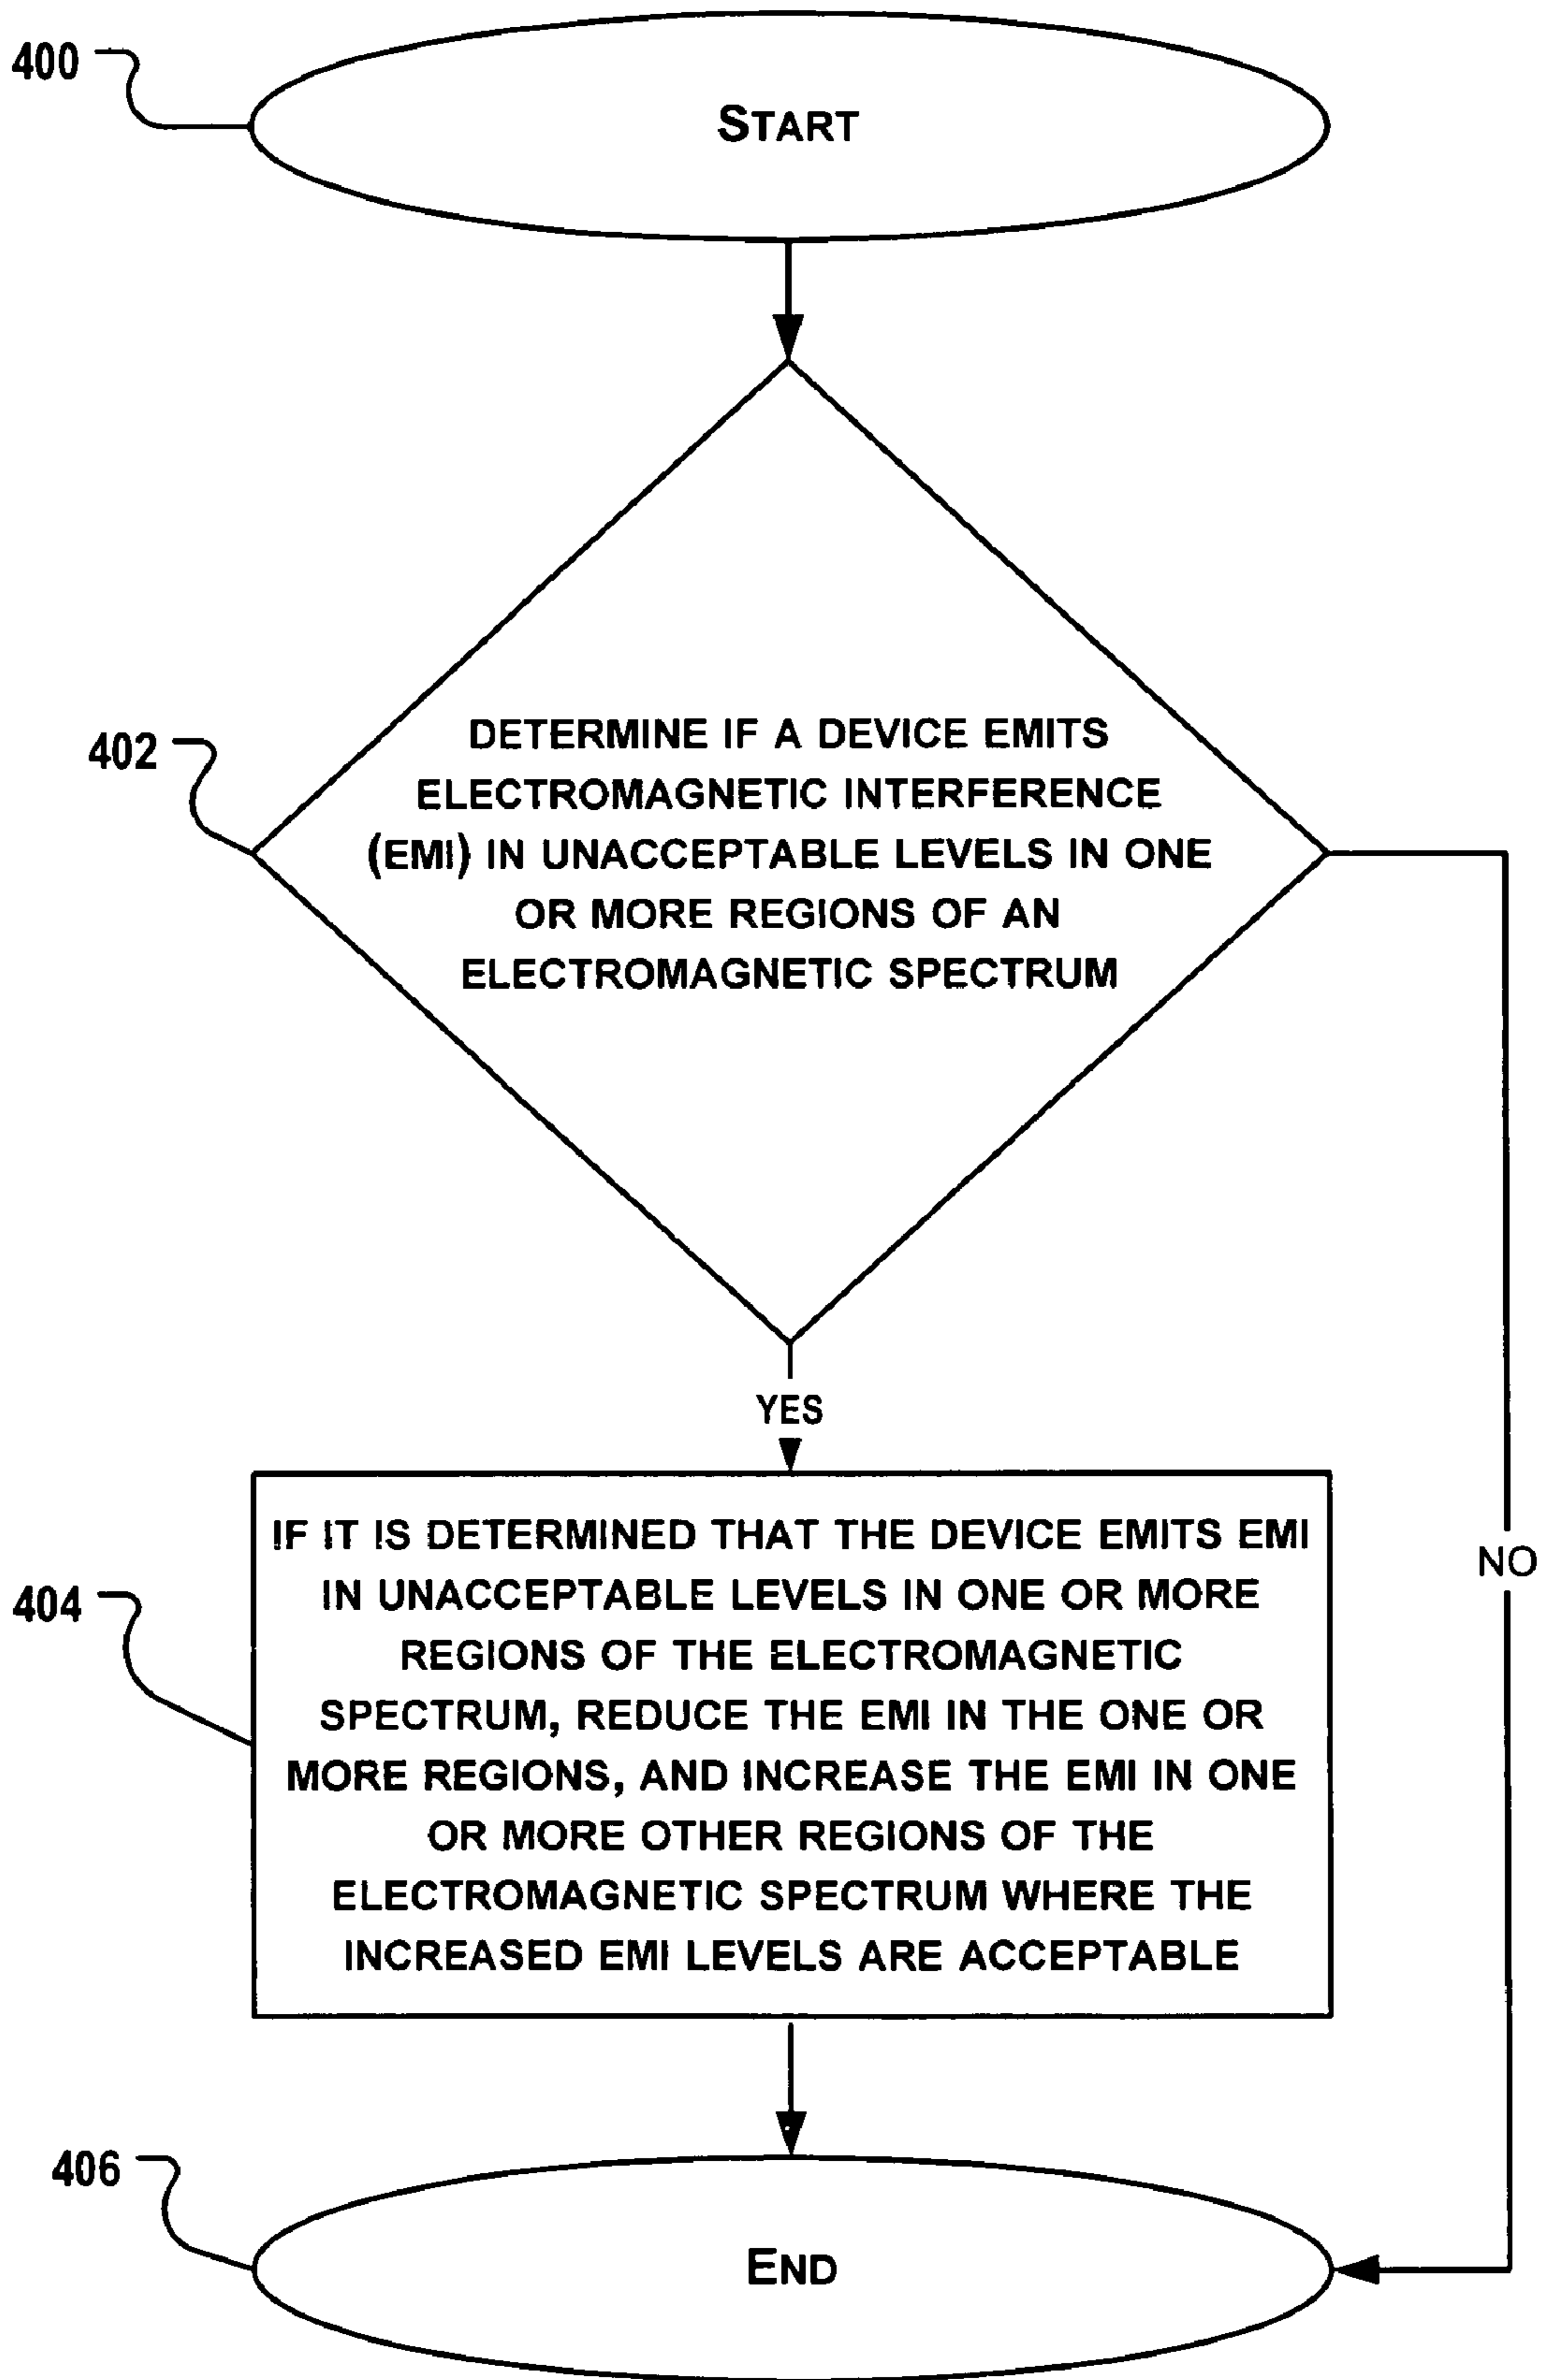 400
START
402
DETERMINE IF A DEVICE EMITS
ELECTROMAGNETIC INTERFERENCE
(EMI) IN UNACCEPTABLE LEVELS IN ONE
OR MORE REGIONS OF AN
ELECTROMAGNETIC SPECTRUM
YES
404
IF IT IS DETERMINED THAT THE DEVICE EMITS EMI
IN UNACCEPTABLE LEVELS IN ONE OR MORE
REGIONS OF THE ELECTROMAGNETIC
SPECTRUM, REDUCE THE EMI IN THE ONE OR
MORE REGIONS, AND INCREASE THE EMI IN ONE
OR MORE OTHER REGIONS OF THE
ELECTROMAGNETIC SPECTRUM WHERE THE
INCREASED EMI LEVELS ARE ACCEPTABLE
NO
406
END